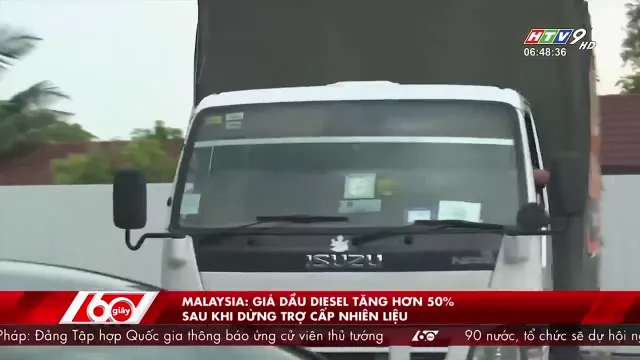 HTV9 HD
06:48:36
ISUZU
60 giây
MALAYSIA: GIÁ DẦU DIESEL TĂNG HƠN 50%
SAU KHI DỪNG TRỢ CẤP NHIÊN LIỆU
Pháp: Đảng Tập hợp Quốc gia thông báo ứng cử viên thủ tướng HTV9 90 nước, tổ chức sẽ dự hội